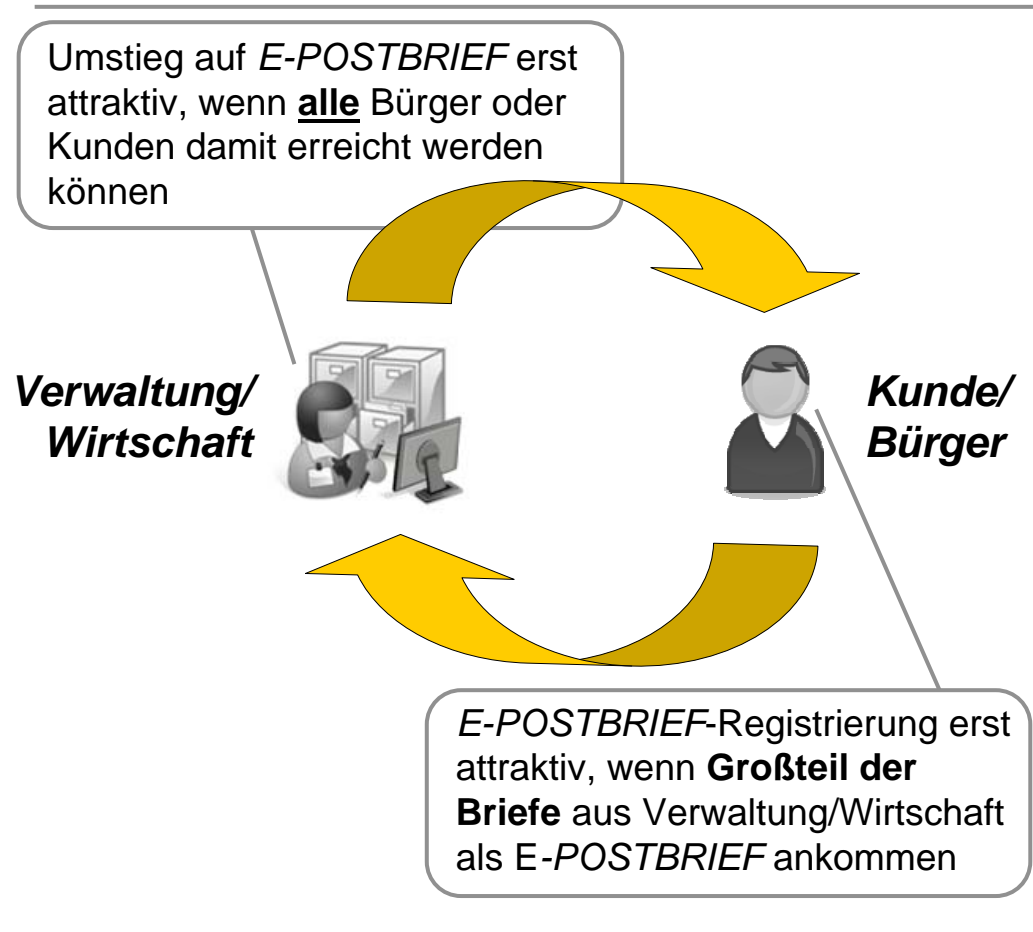 Umstieg auf E-POSTBRIEF erst
attraktiv, wenn alle Bürger oder
Kunden damit erreicht werden
können
Verwaltung/
Wirtschaft
Kunde/
Bürger
E-POSTBRIEF-Registrierung erst
attraktiv, wenn Großteil der
Briefe aus Verwaltung/Wirtschaft
als E-POSTBRIEF ankommen